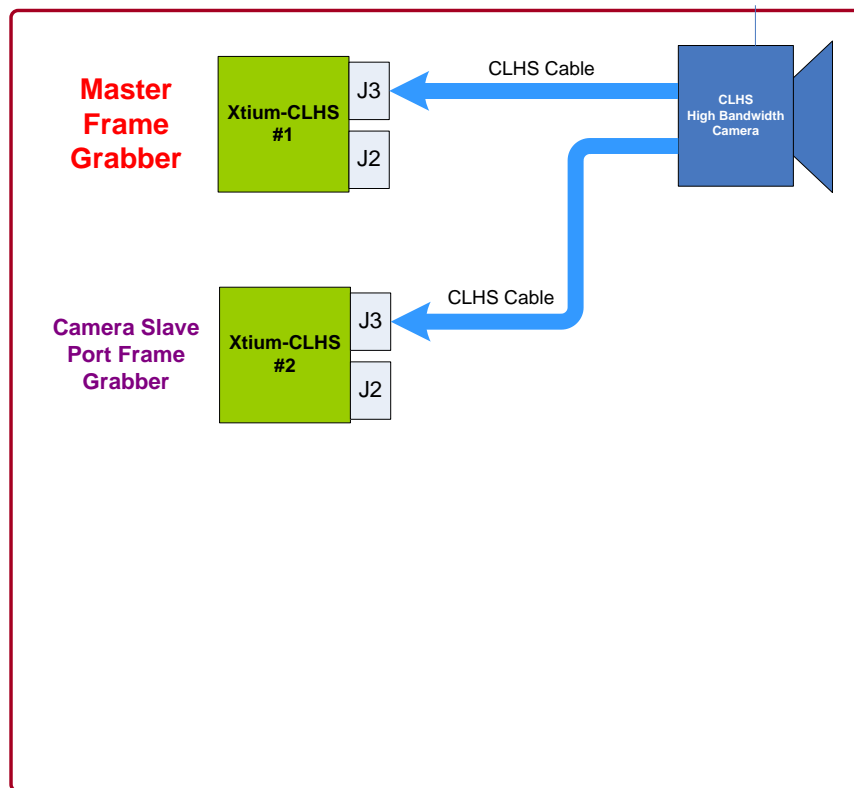 Master
Frame
Grabber
Xtium-CLHS
#1
J3
J2
CLHS Cable
CLHS
High Bandwidth
Camera
Camera Slave
Port Frame
Grabber
Xtium-CLHS
#2
J3
J2
CLHS Cable